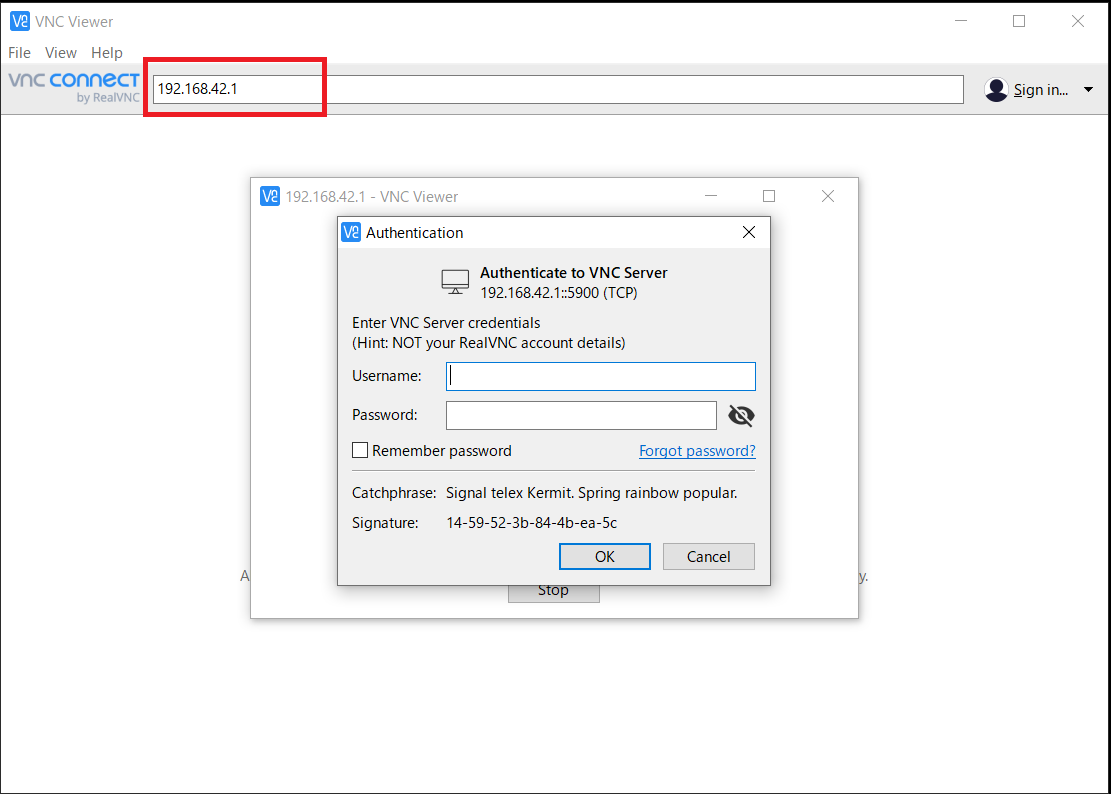 VNC Viewer
File View Help
vnc connect
by RealVNC
192.168.42.1
Sign in...
192.168.42.1 - VNC Viewer
Authentication
Authenticate to VNC Server
192.168.42.1::5900 (TCP)
Enter VNC Server credentials
(Hint: NOT your RealVNC account details)
Username:
Password:
Remember password Forgot password?
Catchphrase: Signal telex Kermit. Spring rainbow popular.
Signature: 14-59-52-3b-84-4b-ea-5c
OK Cancel
A y.
Stop